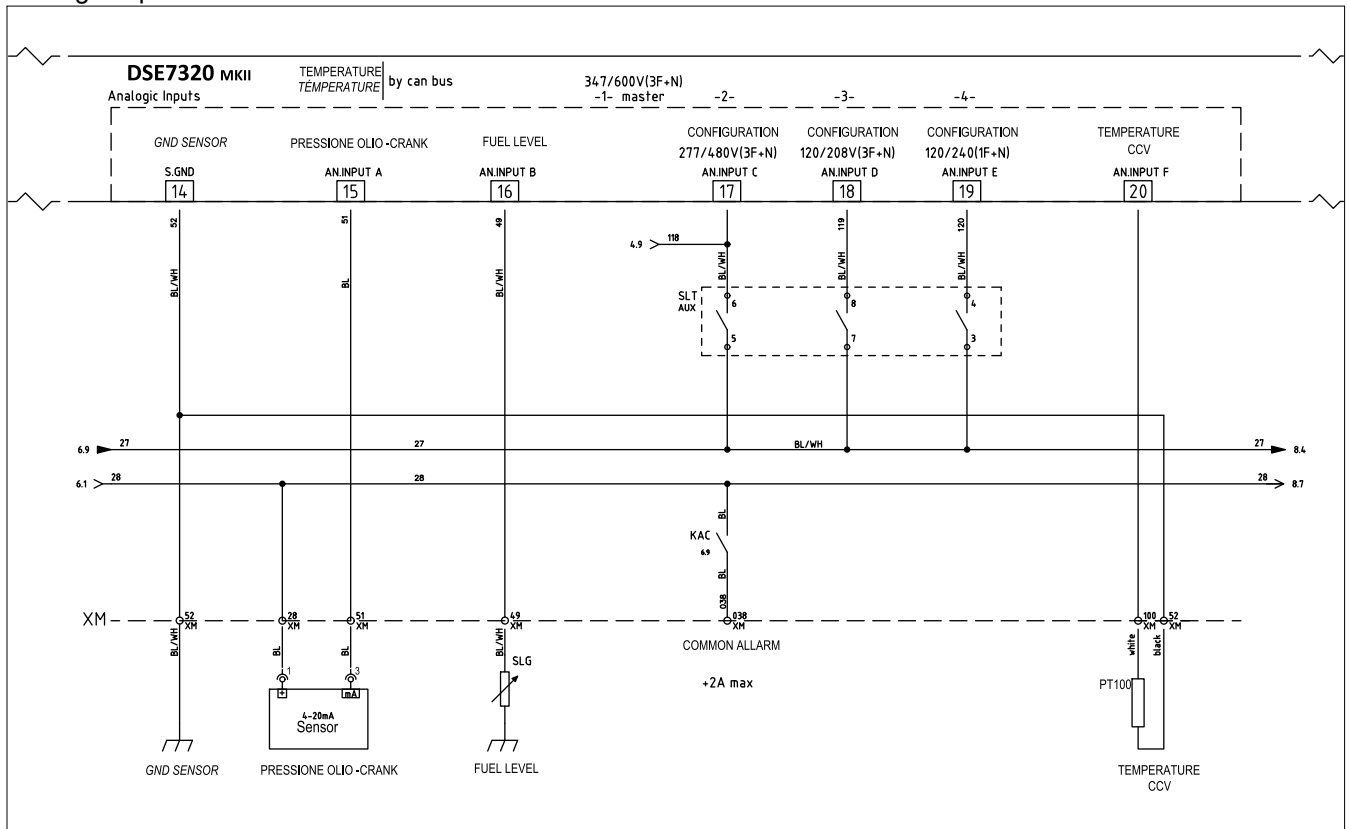 DSE7320 MKII
TEMPERATURE
TÉMPERATURE
by can bus
347/600V(3F+N)
Analogic Inputs
-1- master
-2-
-3-
-4-
GND SENSOR
PRESSIONE OLIO -CRANK
FUEL LEVEL
CONFIGURATION
277/480V(3F+N)
CONFIGURATION
120/208V(3F+N)
CONFIGURATION
120/240(1F+N)
TEMPERATURE
CCV
S.GND
AN.INPUT A
AN.INPUT B
AN.INPUT C
AN.INPUT D
AN.INPUT E
AN.INPUT F
14
15
16
17
18
19
20
52
51
49
4.9
118
119
120
BL/WH
BL
BL/WH
BL/WH
BL/WH
BL/WH
SLT
AUX
6
8
4
5
7
3
6.9
27
27
BL/WH
27
8.4
6.1
28
28
28
8.7
BL
KAC
6.9
BL
038
XM
52
XM
28
XM
51
XM
49
XM
038
XM
100
XM
52
XM
BL/WH
BL
BL
BL/WH
white
black
COMMON ALLARM
+2A max
1
3
+
mA
4-20mA
Sensor
SLG
PT100
GND SENSOR
PRESSIONE OLIO -CRANK
FUEL LEVEL
TEMPERATURE
CCV